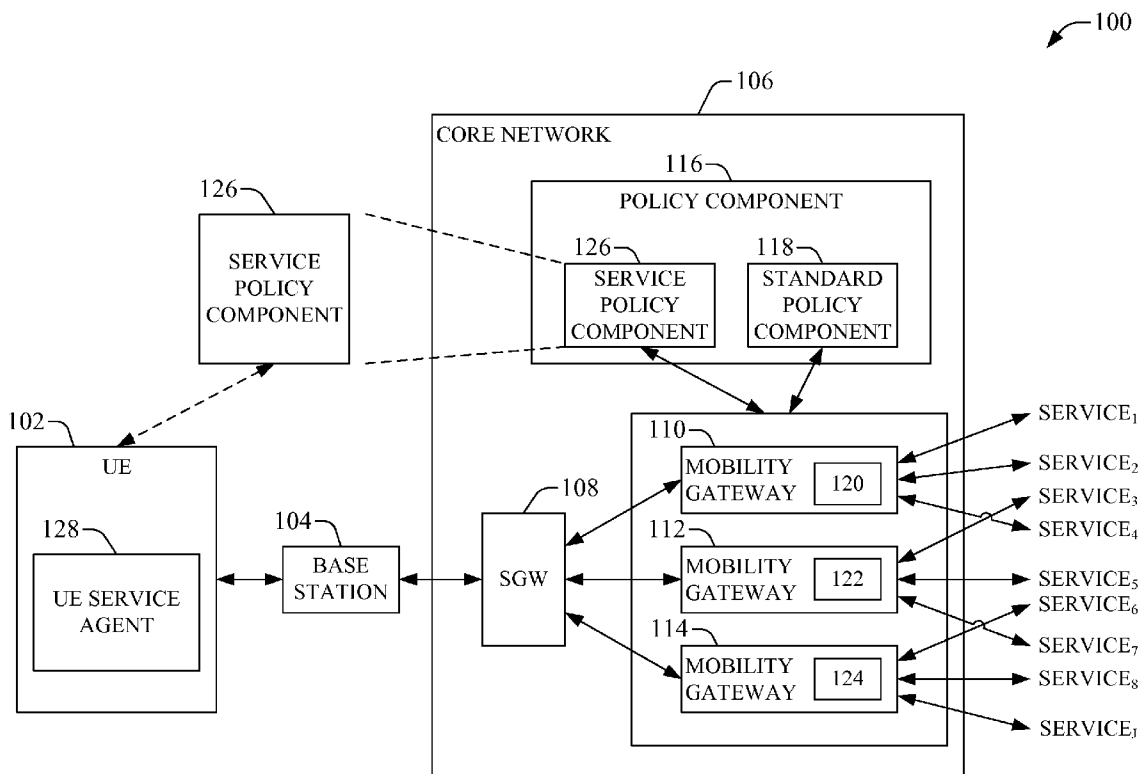 100
106
CORE NETWORK
116
POLICY COMPONENT
126
SERVICE
POLICY
COMPONENT
126
SERVICE
POLICY
COMPONENT
118
STANDARD
POLICY
COMPONENT
102
UE
128
UE SERVICE
AGENT
104
BASE
STATION
108
SGW
110
MOBILITY
GATEWAY
120
112
MOBILITY
GATEWAY
122
114
MOBILITY
GATEWAY
124
SERVICE₁
SERVICE₂
SERVICE₃
SERVICE₄
SERVICE₅
SERVICE₆
SERVICE₇
SERVICE₈
SERVICEJ